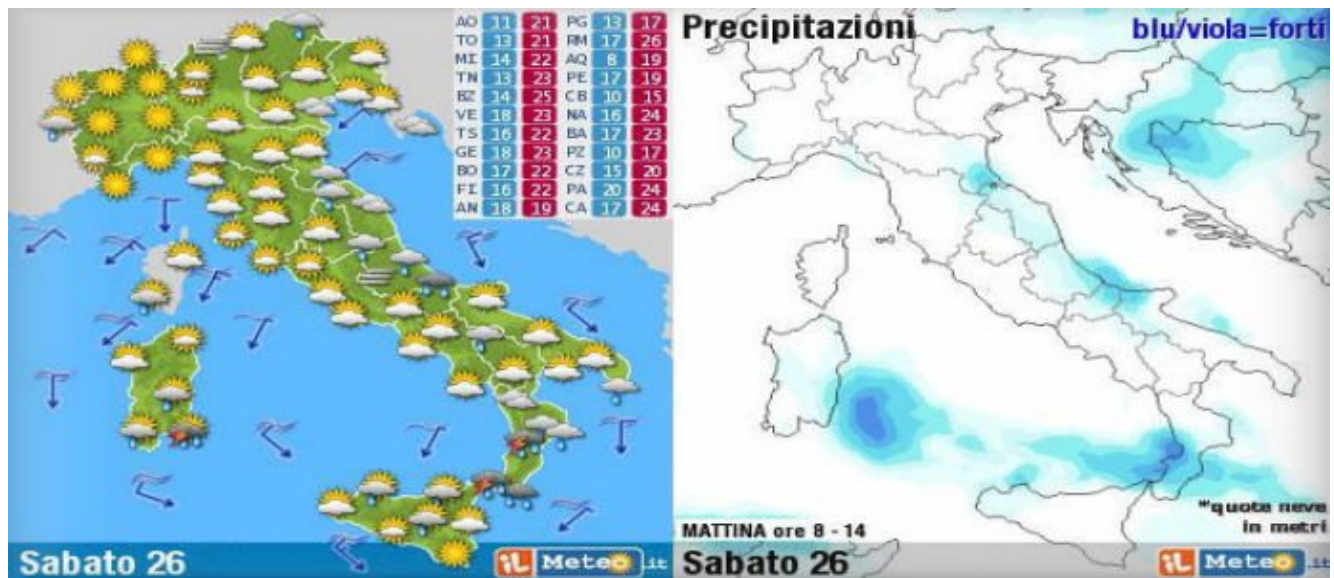 AO 11 21 PG 13 17
TO 13 21 RM 17 26
MI 14 22 AQ 8 19
TN 13 23 PE 17 19
BZ 14 25 CB 10 15
VE 18 23 NA 16 24
TS 16 22 BA 17 23
GE 18 23 PZ 10 17
BO 17 22 CZ 15 20
FI 16 22 PA 20 24
AN 18 19 CA 17 24
Sabato 26
iL Meteo.it
Precipitazioni
blu/viola=forti
*quota neve
in metri
MATTINA ore 8 - 14
Sabato 26
iL Meteo.it